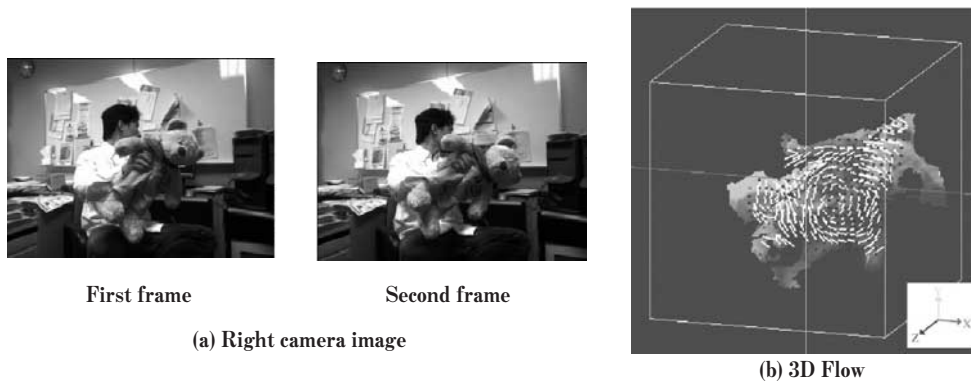 First frame
Second frame
(a) Right camera image
Y
X
Z
(b) 3D Flow